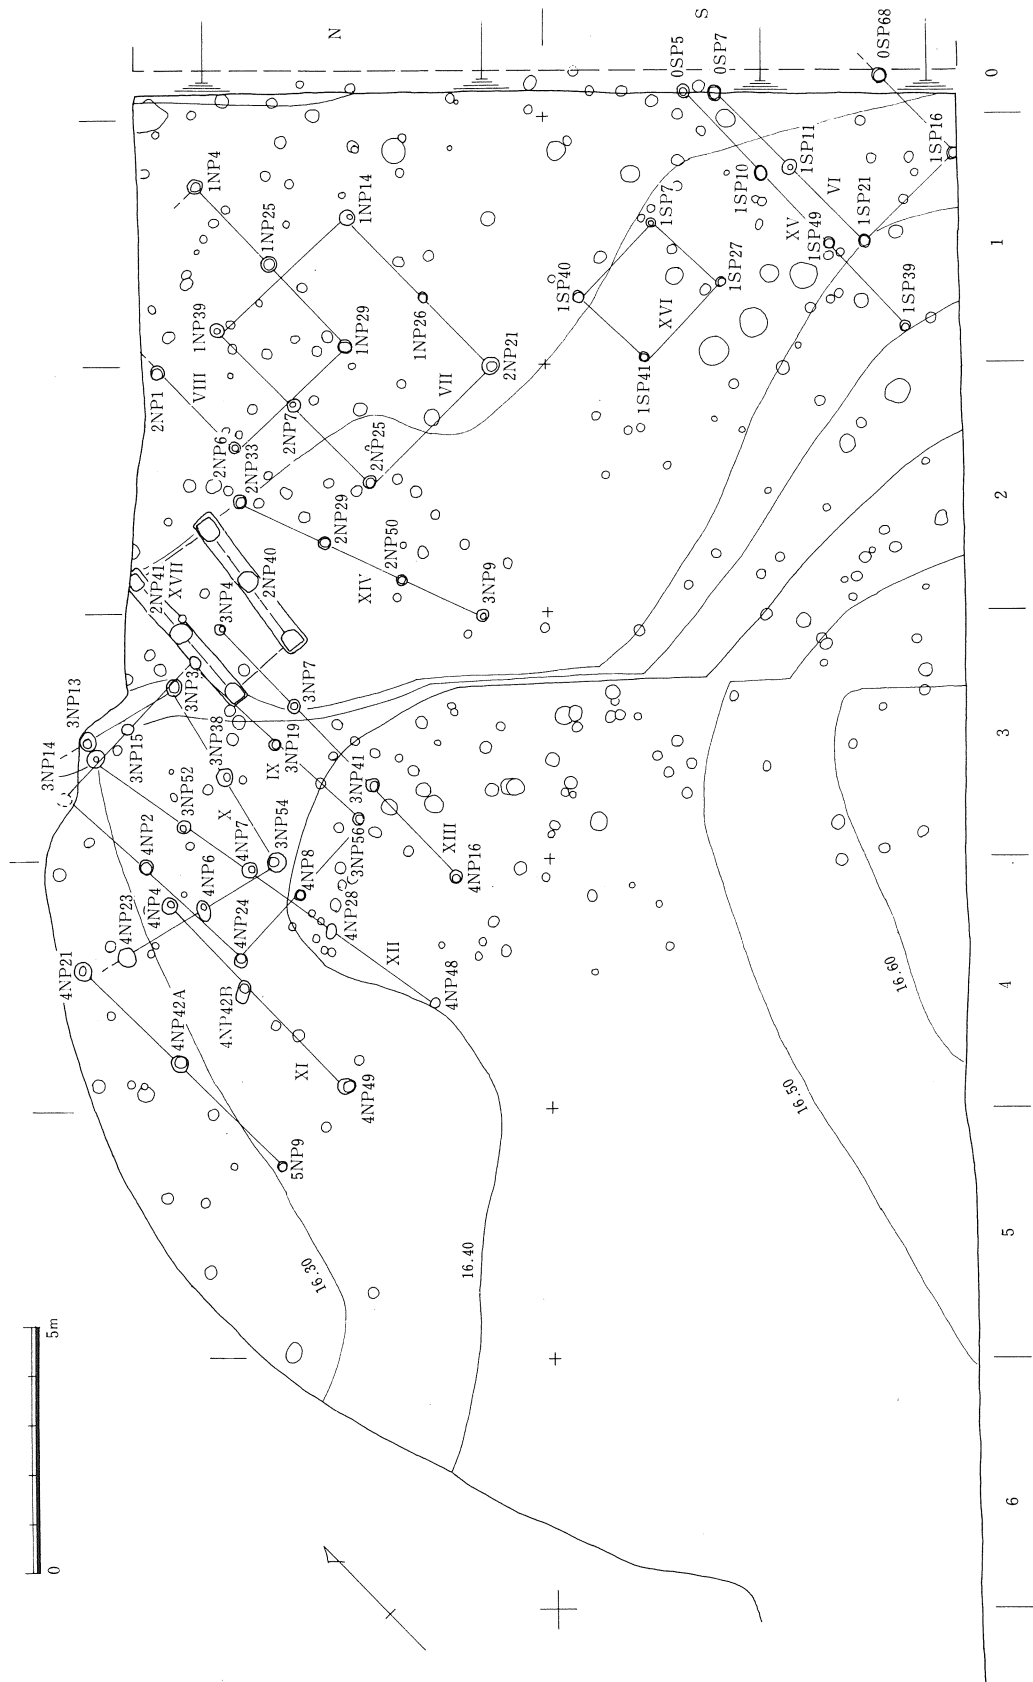 N
S
0
1
2
3
4
5
6
0SP5
0SP7
0SP68
1SP16
1SP11
1SP10
VI
XV
1SP49
1SP21
1SP39
1SP7
1SP40
1SP27
XVI
1SP41
1NP4
1NP25
1NP14
1NP39
1NP29
1NP26
2NP1
VIII
VII
2NP21
2NP7
2NP6
2NP33
2NP25
2NP29
2NP50
XIV
3NP9
2NP41
XVII
2NP40
3NP4
3NP3
3NP7
3NP13
3NP14
3NP15
3NP38
IX
3NP19
3NP52
X
3NP41
3NP54
3NP56
XIII
4NP16
4NP2
4NP7
4NP8
4NP4
4NP6
4NP23
4NP24
4NP28
XII
4NP48
4NP21
4NP42A
4NP42B
XI
4NP49
5NP9
16.30
16.40
16.50
16.60
0
5m